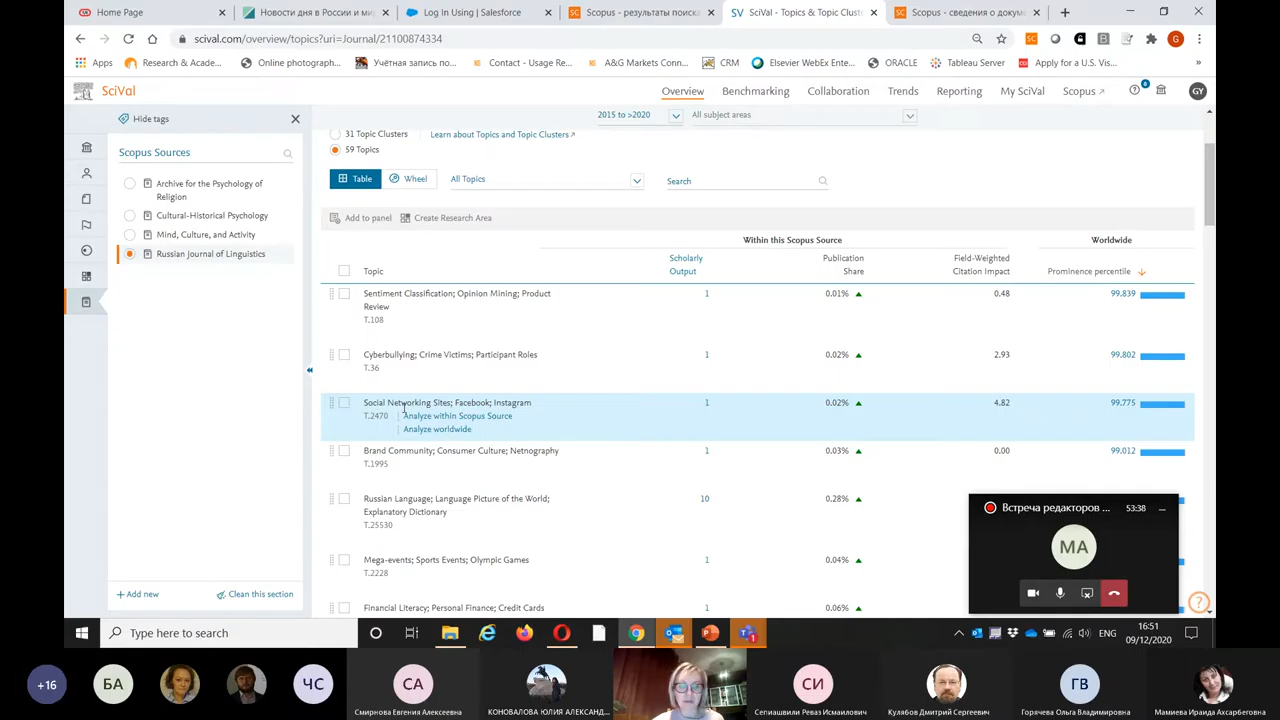 Home Page
Новости дня в России и мир
Log In Using | Salesforce
Scopus - результаты поиска
SV SciVal - Topics & Topic Clust
Scopus - сведения о докум
scival.com/overview/topics?uri=Journal/21100874334
Apps
Research & Acade...
Online photograph...
Учётная запись по...
Contact - Usage Re...
A&G Markets Conn...
CRM
Elsevier WebEx Ente...
ORACLE
Tableau Server
Apply for a U.S. Vis...
SciVal
Overview
Benchmarking
Collaboration
Trends
Reporting
My SciVal
Scopus
GY
Hide tags
Scopus Sources
Archive for the Psychology of
Religion
Cultural-Historical Psychology
Mind, Culture, and Activity
Russian Journal of Linguistics
Add new
Clean this section
2015 to >2020
All subject areas
31 Topic Clusters
Learn about Topics and Topic Clusters
59 Topics
Table
Wheel
All Topics
Search
Add to panel
Create Research Area
Within this Scopus Source
Worldwide
Topic
Scholarly
Output
Publication
Share
Field-Weighted
Citation Impact
Prominence percentile
Sentiment Classification; Opinion Mining; Product
Review
T.108
1
0.01%
0.48
99.839
Cyberbullying; Crime Victims; Participant Roles
T.36
1
0.02%
2.93
99.802
Social Networking Sites; Facebook; Instagram
T.2470
Analyze within Scopus Source
Analyze worldwide
1
0.02%
4.82
99.775
Brand Community; Consumer Culture; Netnography
T.1995
1
0.03%
0.00
99.012
Russian Language; Language Picture of the World;
Explanatory Dictionary
T.25530
10
0.28%
Mega-events; Sports Events; Olympic Games
T.2228
1
0.04%
Financial Literacy; Personal Finance; Credit Cards
1
0.06%
Встреча редакторов ...
53:38
MA
Type here to search
ENG
16:51
09/12/2020
+16
БА
ЧС
СА
Смирнова Евгения Алексеевна
КОНОВАЛОВА ЮЛИЯ АЛЕКСАНД...
СИ
Сепиашвили Реваз Исмаилович
Кулябов Дмитрий Сергеевич
ГВ
Горячева Ольга Владимировна
Мамиева Ираида Ахсарбеговна